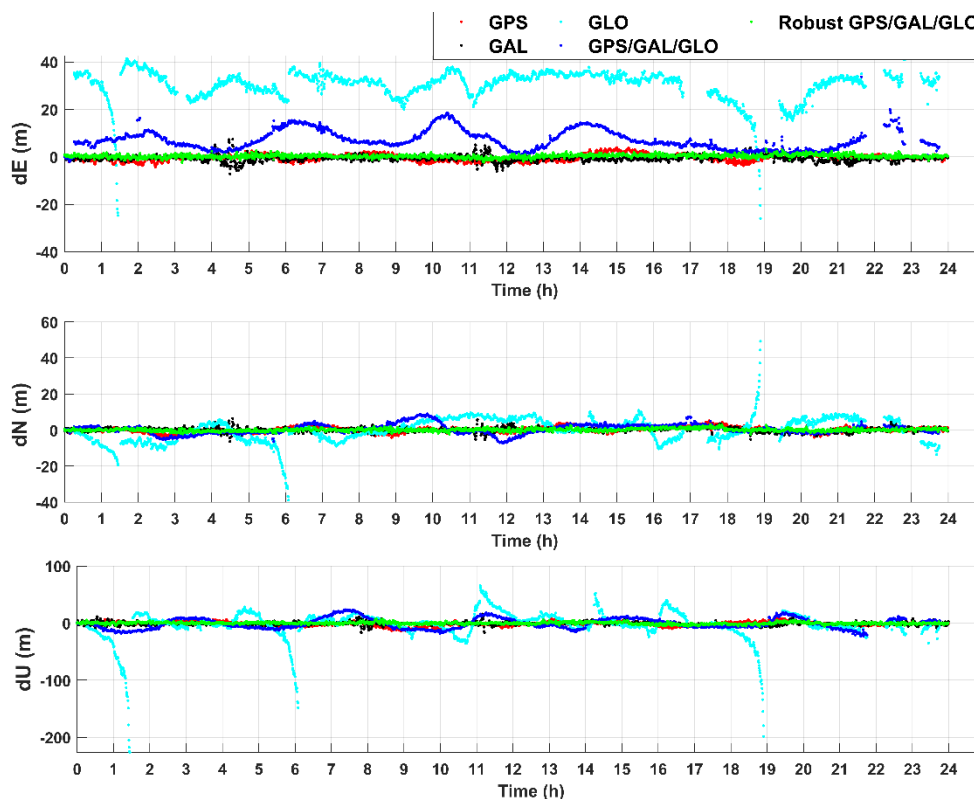 GPS GLO Robust GPS/GAL/GLO
GAL GPS/GAL/GLO
dE (m)
40
20
0
-20
-40
0 1 2 3 4 5 6 7 8 9 10 11 12 13 14 15 16 17 18 19 20 21 22 23 24
Time (h)
dN (m)
60
40
20
0
-20
-40
0 1 2 3 4 5 6 7 8 9 10 11 12 13 14 15 16 17 18 19 20 21 22 23 24
Time (h)
dU (m)
100
0
-100
-200
0 1 2 3 4 5 6 7 8 9 10 11 12 13 14 15 16 17 18 19 20 21 22 23 24
Time (h)